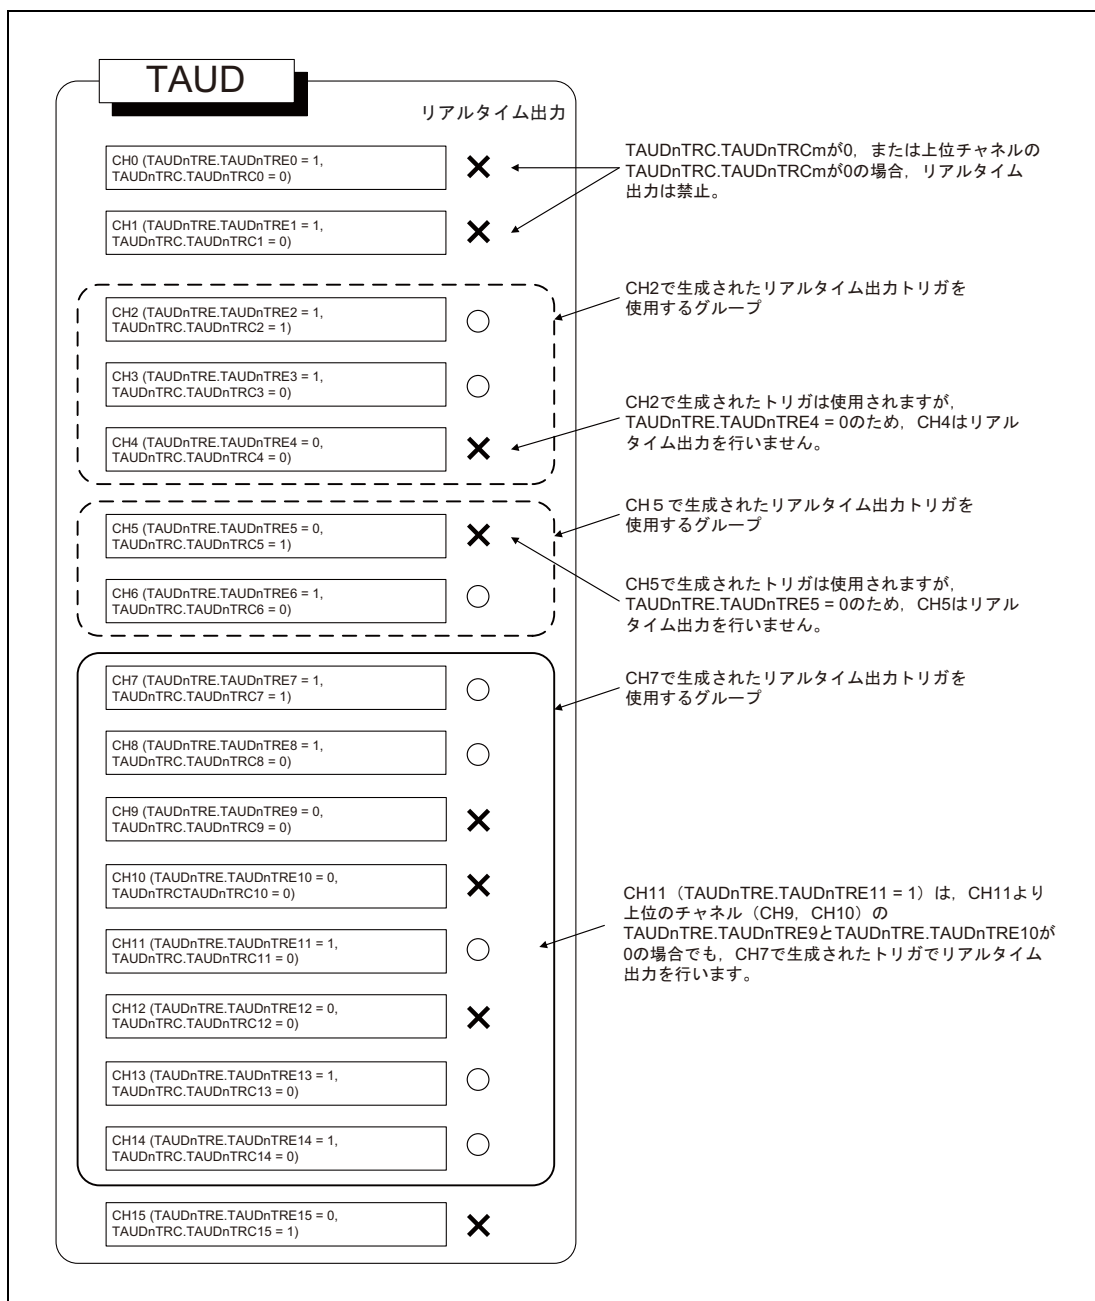 TAUD
リアルタイム出力
CH0 (TAUDnTRE.TAUDnTRE0 = 1,
TAUDnTRC.TAUDnTRC0 = 0)
TAUDnTRC.TAUDnTRCmが0，または上位チャネルの
TAUDnTRC.TAUDnTRCmが0の場合，リアルタイム
出力は禁止。
CH1 (TAUDnTRE.TAUDnTRE1 = 1,
TAUDnTRC.TAUDnTRC1 = 0)
CH2で生成されたリアルタイム出力トリガを
使用するグループ
CH2 (TAUDnTRE.TAUDnTRE2 = 1,
TAUDnTRC.TAUDnTRC2 = 1)
CH3 (TAUDnTRE.TAUDnTRE3 = 1,
TAUDnTRC.TAUDnTRC3 = 0)
CH2で生成されたトリガは使用されますが，
TAUDnTRE.TAUDnTRE4 = 0のため，CH4はリアル
タイム出力を行いません。
CH4 (TAUDnTRE.TAUDnTRE4 = 0,
TAUDnTRC.TAUDnTRC4 = 0)
CH５で生成されたリアルタイム出力トリガを
使用するグループ
CH5 (TAUDnTRE.TAUDnTRE5 = 0,
TAUDnTRC.TAUDnTRC5 = 1)
CH5で生成されたトリガは使用されますが，
TAUDnTRE.TAUDnTRE5 = 0のため，CH5はリアル
タイム出力を行いません。
CH6 (TAUDnTRE.TAUDnTRE6 = 1,
TAUDnTRC.TAUDnTRC6 = 0)
CH7で生成されたリアルタイム出力トリガを
使用するグループ
CH7 (TAUDnTRE.TAUDnTRE7 = 1,
TAUDnTRC.TAUDnTRC7 = 1)
CH8 (TAUDnTRE.TAUDnTRE8 = 1,
TAUDnTRC.TAUDnTRC8 = 0)
CH9 (TAUDnTRE.TAUDnTRE9 = 0,
TAUDnTRC.TAUDnTRC9 = 0)
CH10 (TAUDnTRE.TAUDnTRE10 = 0,
TAUDnTRCTAUDnTRC10 = 0)
CH11（TAUDnTRE.TAUDnTRE11 = 1）は，CH11より
上位のチャネル（CH9，CH10）の
TAUDnTRE.TAUDnTRE9とTAUDnTRE.TAUDnTRE10が
0の場合でも，CH7で生成されたトリガでリアルタイム
出力を行います。
CH11 (TAUDnTRE.TAUDnTRE11 = 1,
TAUDnTRC.TAUDnTRC11 = 0)
CH12 (TAUDnTRE.TAUDnTRE12 = 0,
TAUDnTRC.TAUDnTRC12 = 0)
CH13 (TAUDnTRE.TAUDnTRE13 = 1,
TAUDnTRC.TAUDnTRC13 = 0)
CH14 (TAUDnTRE.TAUDnTRE14 = 1,
TAUDnTRC.TAUDnTRC14 = 0)
CH15 (TAUDnTRE.TAUDnTRE15 = 0,
TAUDnTRC.TAUDnTRC15 = 1)